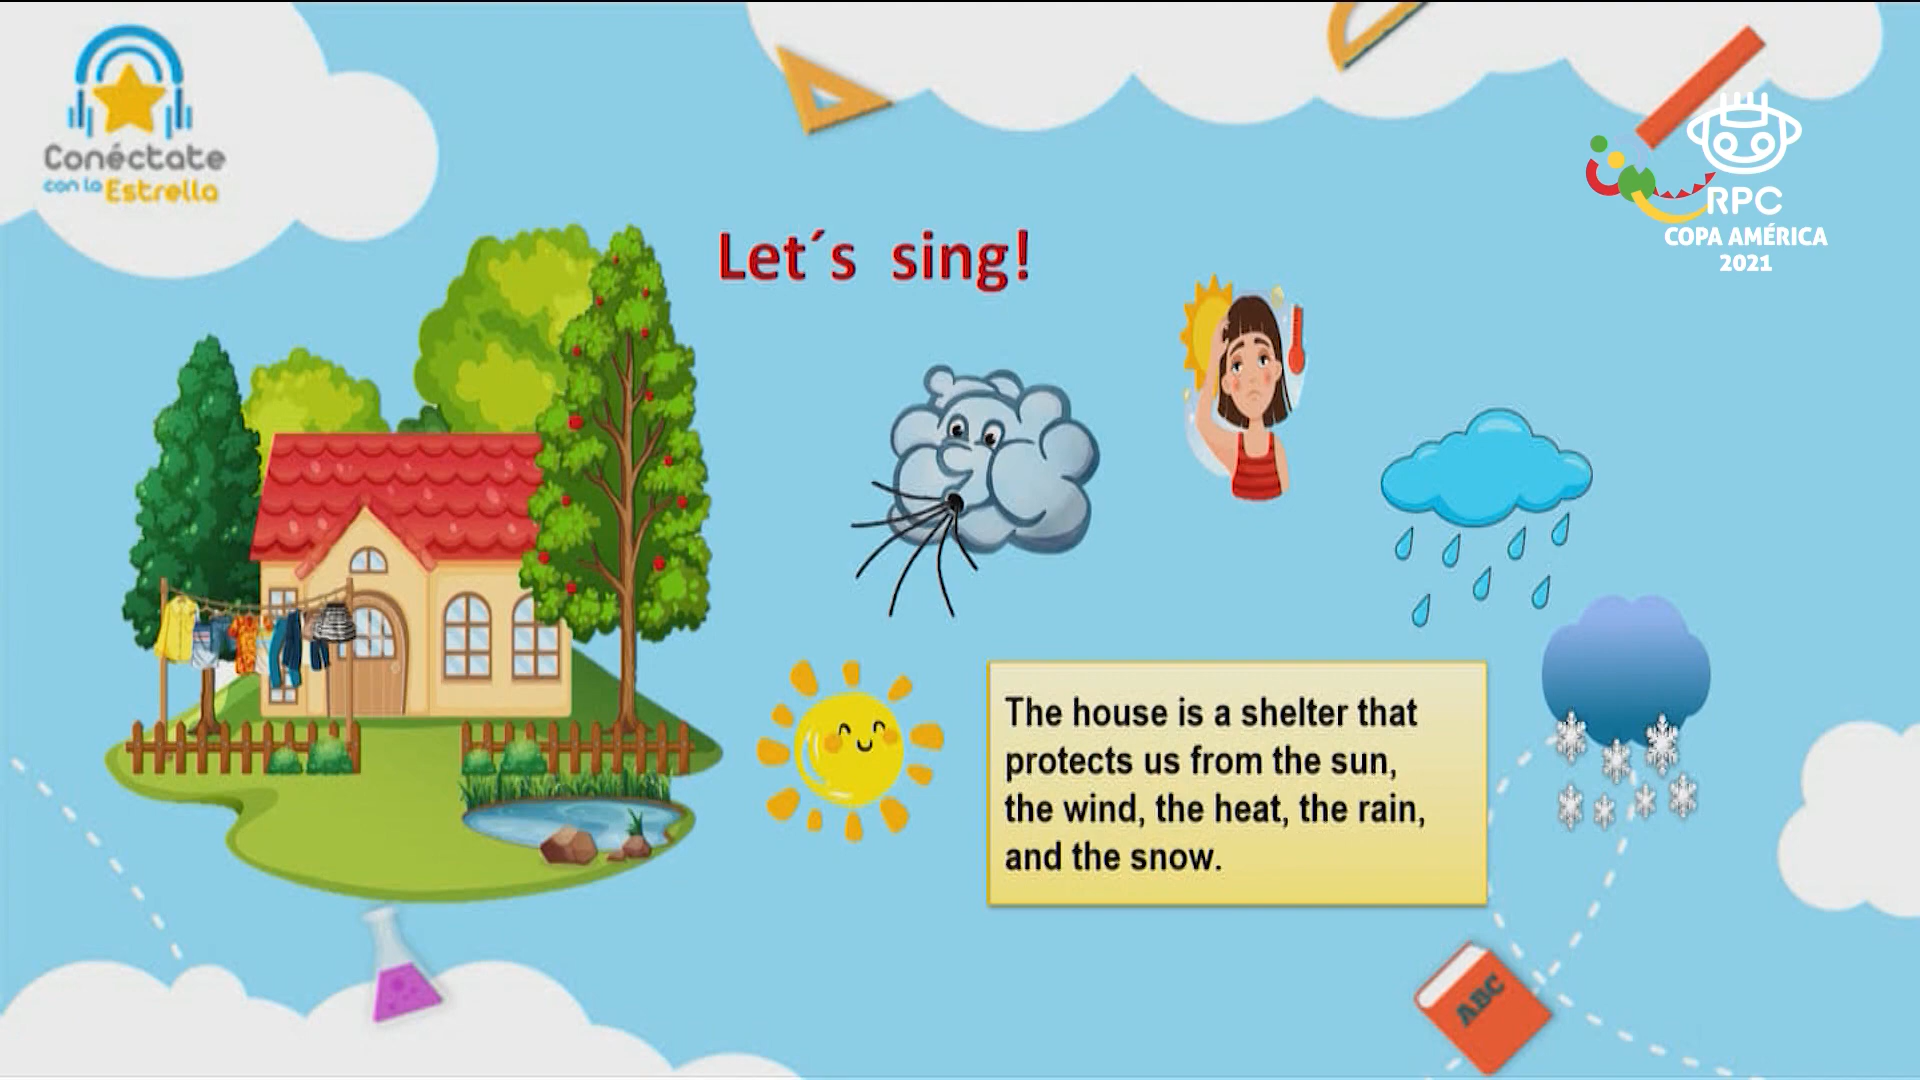 Conéctate
con la Estrella
RPC
COPA AMÉRICA
2021
Let´s sing!
The house is a shelter that
protects us from the sun,
the wind, the heat, the rain,
and the snow.
ABC